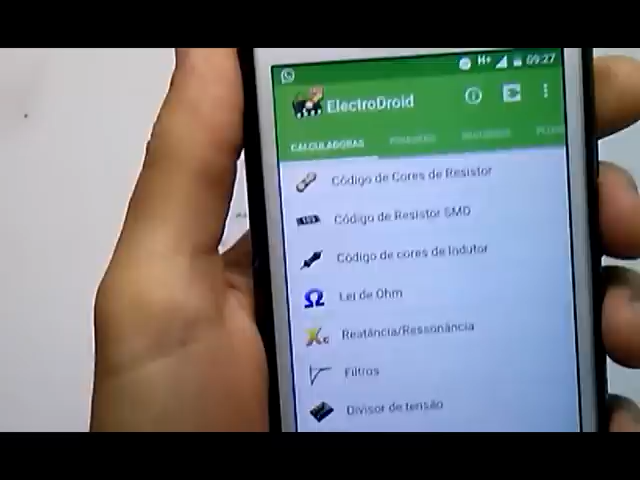 H+ 09:27
ElectroDroid
CALCULADORAS
Código de Cores de Resistor
Código de Resistor SMD
Código de cores de Indutor
Lei de Ohm
Reatância/Ressonância
Filtros
Divisor de tensão